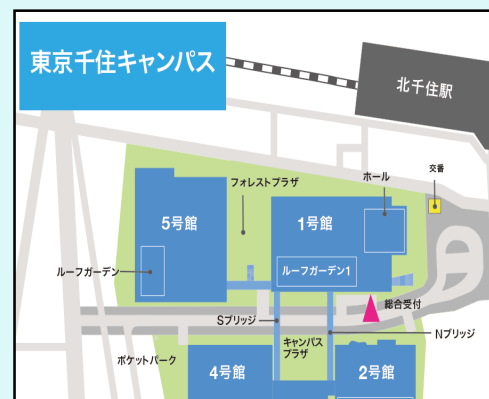 東京千住キャンパス
北千住駅
交番
ホール
フォレストプラザ
5号館
1号館
ルーフガーデン
ルーフガーデン1
総合受付
Sブリッジ
Nブリッジ
キャンパス
プラザ
ポケットパーク
4号館
2号館